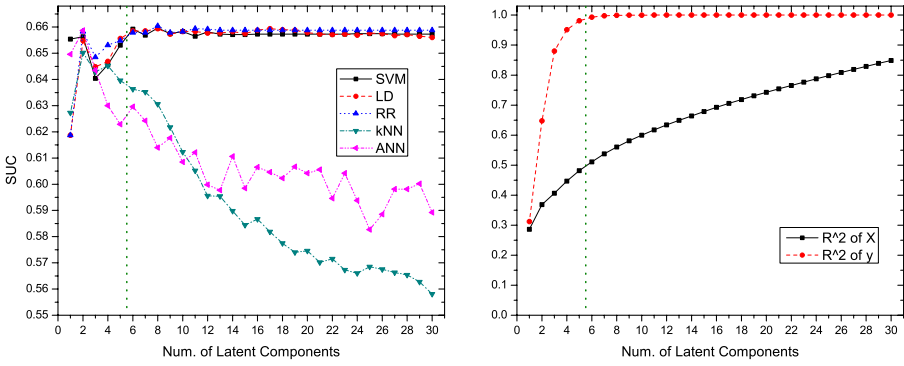 0.66
0.65
0.64
0.63
0.62
0.61
0.60
0.59
0.58
0.57
0.56
0.55
SUC
0 2 4 6 8 10 12 14 16 18 20 22 24 26 28 30
Num. of Latent Components
SVM
LD
RR
kNN
ANN
1.0
0.9
0.8
0.7
0.6
0.5
0.4
0.3
0.2
0.1
0.0
0 2 4 6 8 10 12 14 16 18 20 22 24 26 28 30
Num. of Latent Components
R^2 of X
R^2 of y